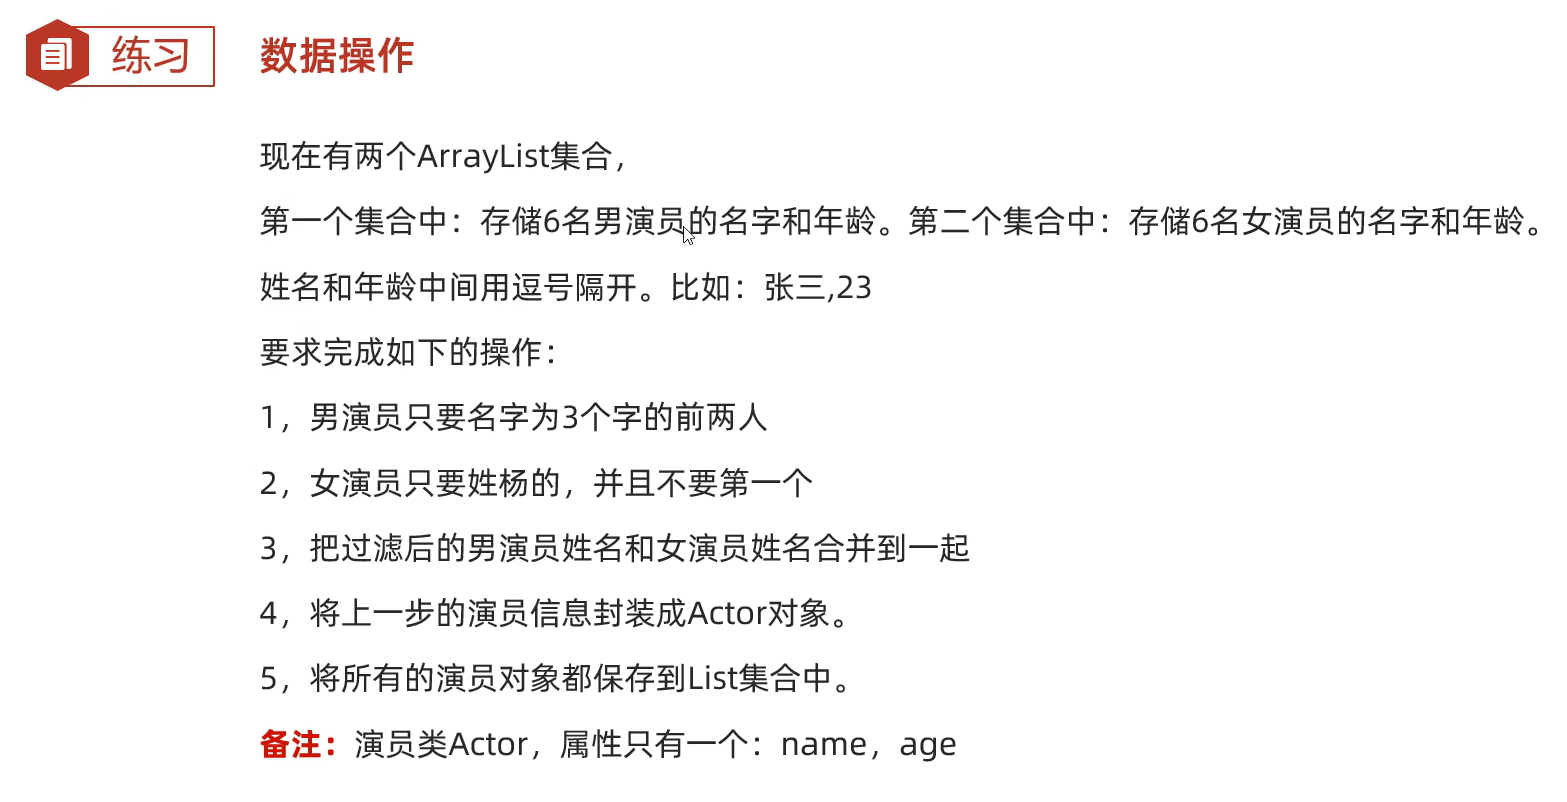 练习 数据操作
现在有两个ArrayList集合，
第一个集合中：存储6名男演员的名字和年龄。第二个集合中：存储6名女演员的名字和年龄。
姓名和年龄中间用逗号隔开。比如：张三,23
要求完成如下的操作：
1，男演员只要名字为3个字的前两人
2，女演员只要姓杨的，并且不要第一个
3，把过滤后的男演员姓名和女演员姓名合并到一起
4，将上一步的演员信息封装成Actor对象。
5，将所有的演员对象都保存到List集合中。
备注：演员类Actor，属性只有一个：name，age